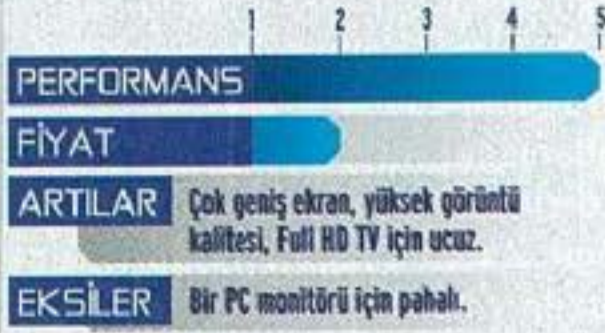 1 2 3 4 5
PERFORMANS
FİYAT
ARTILAR
Çok geniş ekran, yüksek görüntü
kalitesi, Full HD TV için ucuz.
EKSİLER
Bir PC monitörü için pahalı.